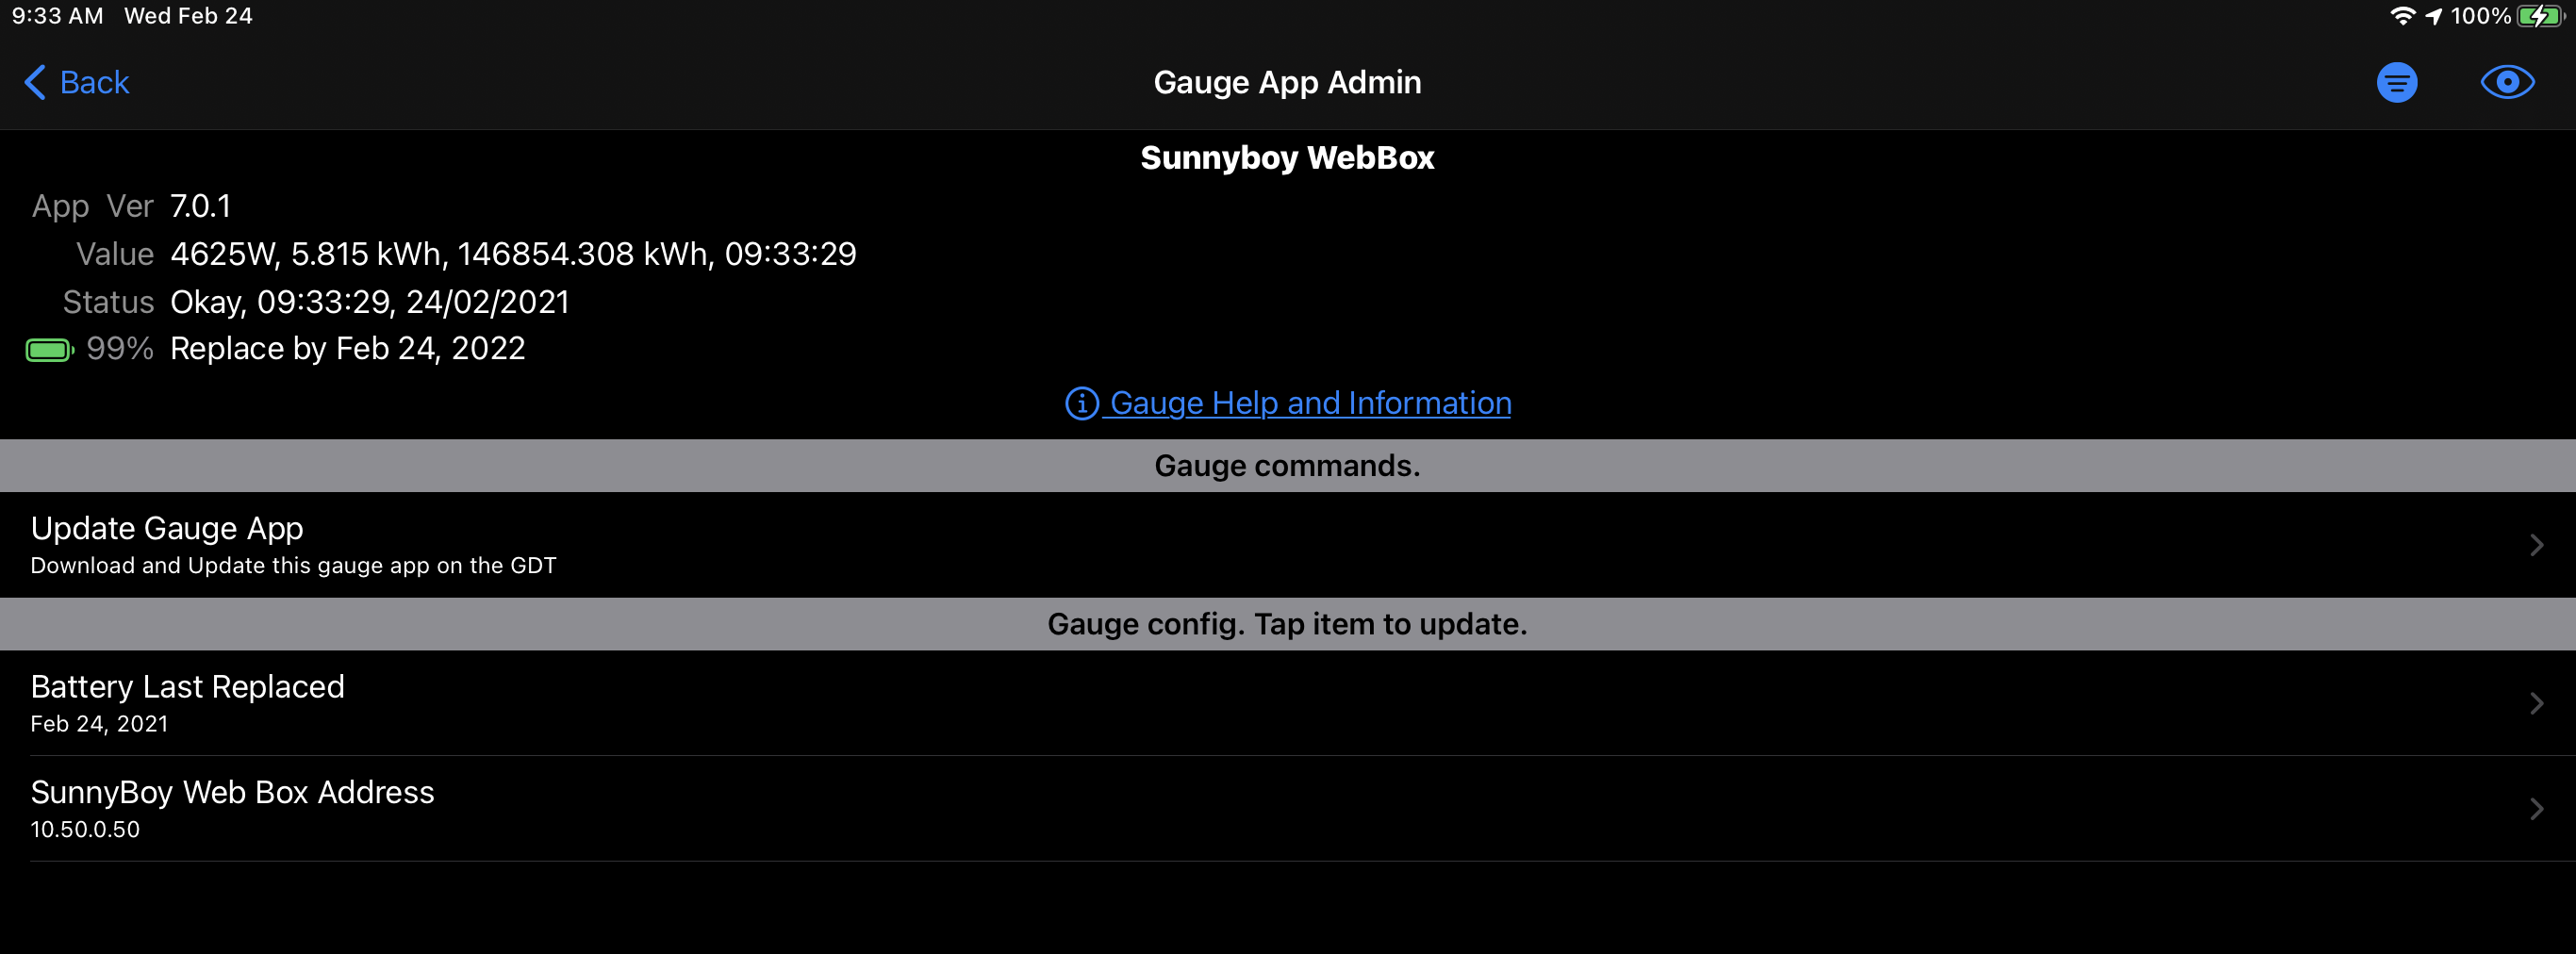 9:33 AM Wed Feb 24 100%
Back Gauge App Admin
Sunnyboy WebBox
App Ver 7.0.1
Value 4625W, 5.815 kWh, 146854.308 kWh, 09:33:29
Status Okay, 09:33:29, 24/02/2021
99% Replace by Feb 24, 2022
Gauge Help and Information
Gauge commands.
Update Gauge App
Download and Update this gauge app on the GDT
Gauge config. Tap item to update.
Battery Last Replaced
Feb 24, 2021
SunnyBoy Web Box Address
10.50.0.50